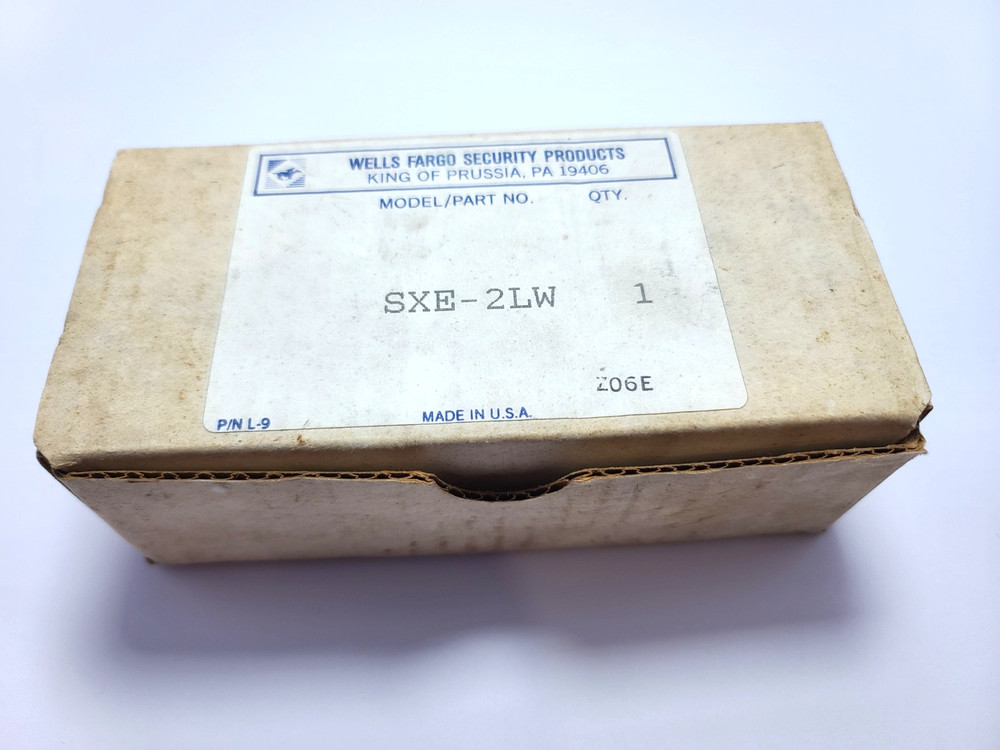 WELLS FARGO SECURITY PRODUCTS
KING OF PRUSSIA, PA 19406
MODEL/PART NO. QTY.
SXE-2LW 1
Z06E
P/N L-9 MADE IN U.S.A.